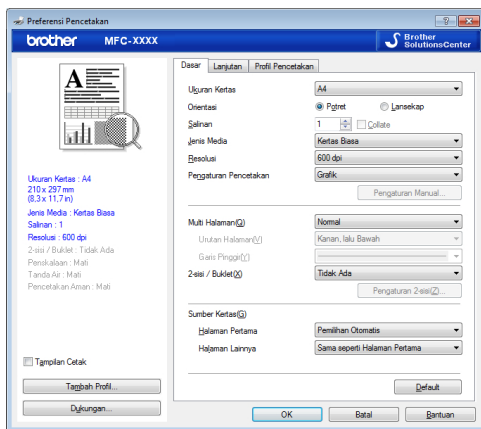 Preferensi Pencetakan
brother MFC-XXXX
Brother
SolutionsCenter
Dasar Lanjutan Profil Pencetakan
A
Ukuran Kertas : A4
210 x 297 mm
(8,3 x 11,7 in)
Jenis Media : Kertas Biasa
Salinan : 1
Resolusi : 600 dpi
2-sisi / Buklet : Tidak Ada
Penskalaan : Mati
Tanda Air : Mati
Pencetakan Aman : Mati
Tampilan Cetak
Tambah Profil...
Dukungan...
Ukuran Kertas A4
Orientasi Potret Lansekap
Salinan 1 Collate
Jenis Media Kertas Biasa
Resolusi 600 dpi
Pengaturan Pencetakan Grafik
Pengaturan Manual...
Multi Halaman(G) Normal
Urutan Halaman(V) Kanan, lalu Bawah
Garis Pinggir(Y)
2-sisi / Buklet(X) Tidak Ada
Pengaturan 2-sisi(Z)...
Sumber Kertas(G)
Halaman Pertama Pemilihan Otomatis
Halaman Lainnya Sama seperti Halaman Pertama
Default
OK Batal Bantuan